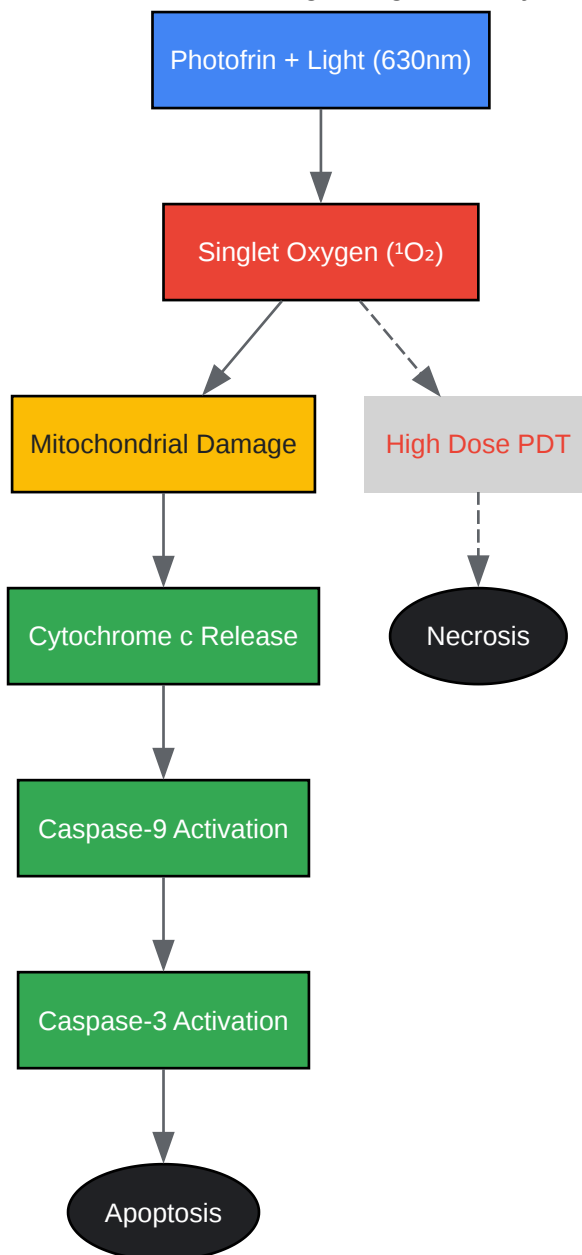 Photofrin + Light (630nm)
Singlet Oxygen (¹O₂)
Mitochondrial Damage
High Dose PDT
Cytochrome c Release
Necrosis
Caspase-9 Activation
Caspase-3 Activation
Apoptosis